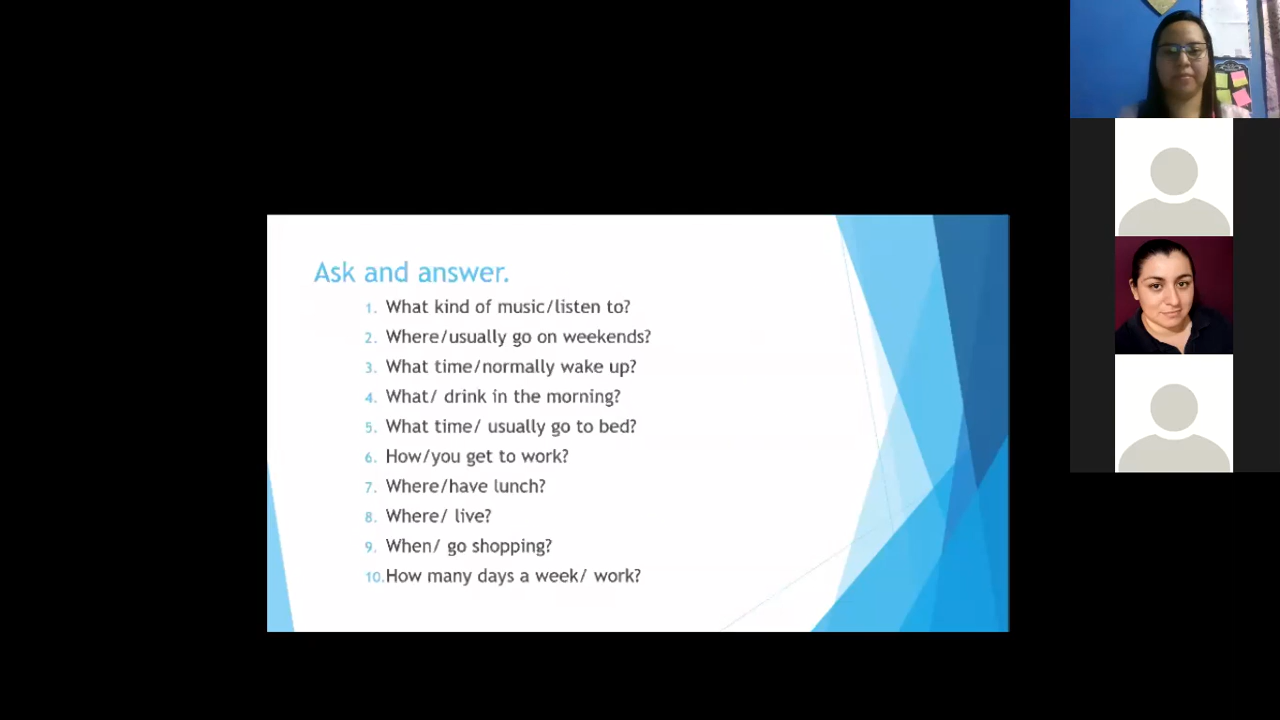 Ask and answer.
1. What kind of music/listen to?
2. Where/usually go on weekends?
3. What time/normally wake up?
4. What/ drink in the morning?
5. What time/ usually go to bed?
6. How/you get to work?
7. Where/have lunch?
8. Where/ live?
9. When/ go shopping?
10.How many days a week/ work?